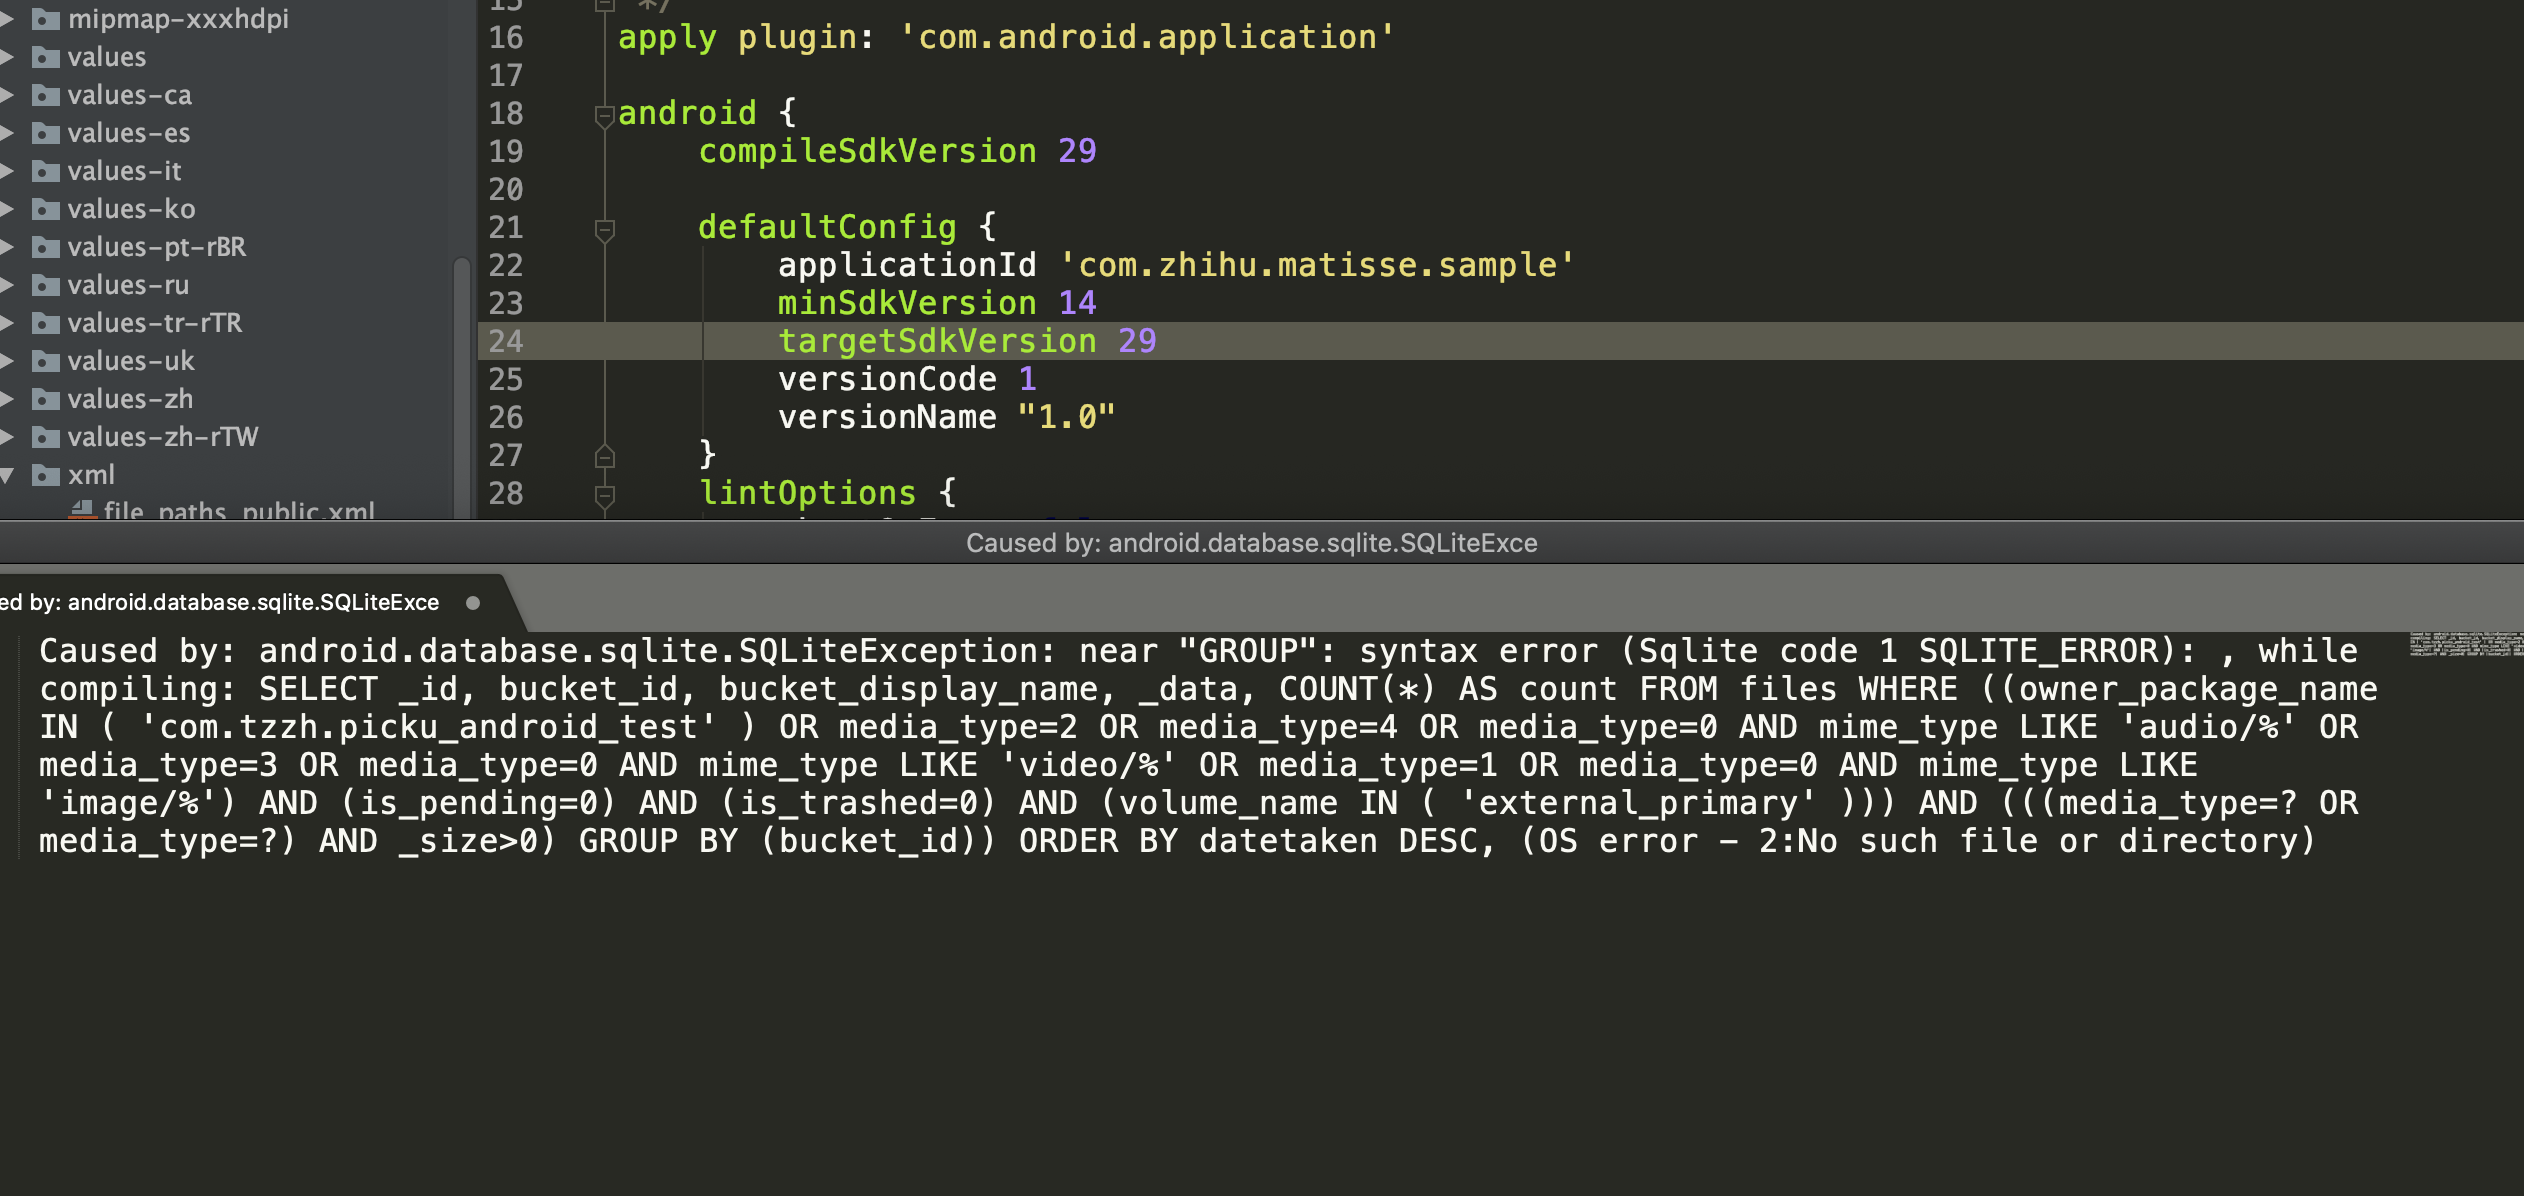 mipmap-xxxhdpi
values
values-ca
values-es
values-it
values-ko
values-pt-rBR
values-ru
values-tr-rTR
values-uk
values-zh
values-zh-rTW
xml
file_paths_public.xml
15 */
16 apply plugin: 'com.android.application'
17
18 android {
19 compileSdkVersion 29
20
21 defaultConfig {
22 applicationId 'com.zhihu.matisse.sample'
23 minSdkVersion 14
24 targetSdkVersion 29
25 versionCode 1
26 versionName "1.0"
27 }
28 lintOptions {
Caused by: android.database.sqlite.SQLiteExce
ed by: android.database.sqlite.SQLiteExce
Caused by: android.database.sqlite.SQLiteException: near "GROUP": syntax error (Sqlite code 1 SQLITE_ERROR): , while
compiling: SELECT _id, bucket_id, bucket_display_name, _data, COUNT(*) AS count FROM files WHERE ((owner_package_name
IN ( 'com.tzzh.picku_android_test' ) OR media_type=2 OR media_type=4 OR media_type=0 AND mime_type LIKE 'audio/%' OR
media_type=3 OR media_type=0 AND mime_type LIKE 'video/%' OR media_type=1 OR media_type=0 AND mime_type LIKE
'image/%') AND (is_pending=0) AND (is_trashed=0) AND (volume_name IN ( 'external_primary' ))) AND (((media_type=? OR
media_type=?) AND _size>0) GROUP BY (bucket_id)) ORDER BY datetaken DESC, (OS error - 2:No such file or directory)